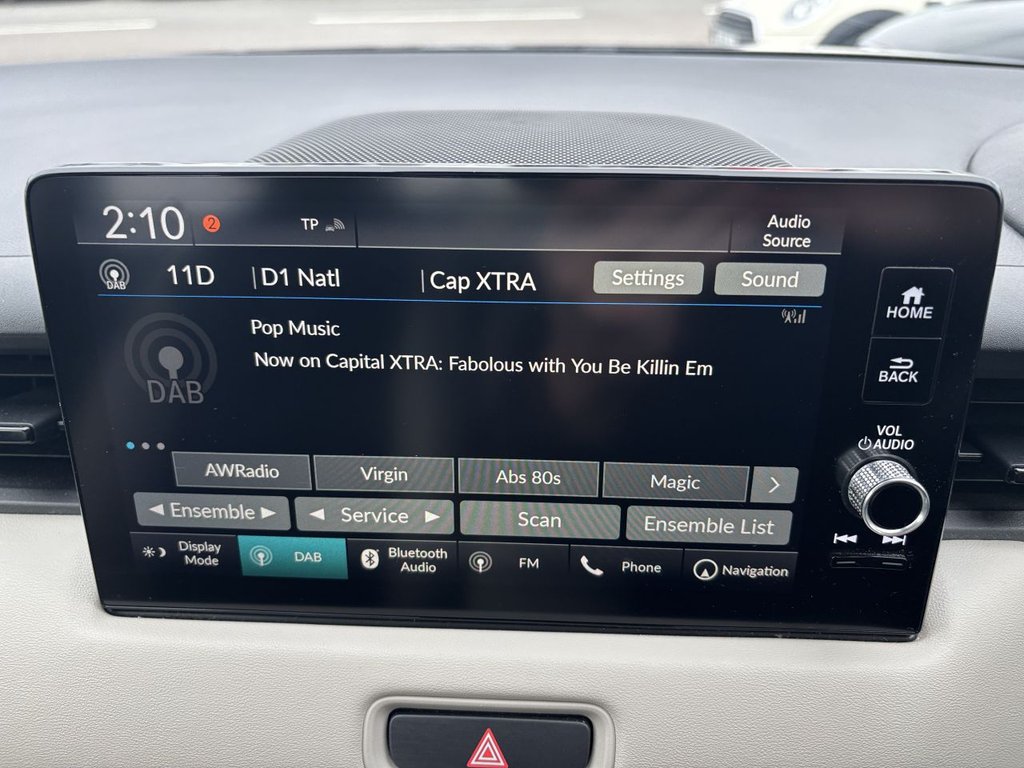 2:10 2 TP Audio
Source
DAB 11D D1 Natl Cap XTRA Settings Sound
HOME
Pop Music
Now on Capital XTRA: Fabolous with You Be Killin Em
DAB
BACK
VOL
AUDIO
AWRadio Virgin Abs 80s Magic
Ensemble Service Scan Ensemble List
Display
Mode
DAB
Bluetooth
Audio
FM
Phone
Navigation